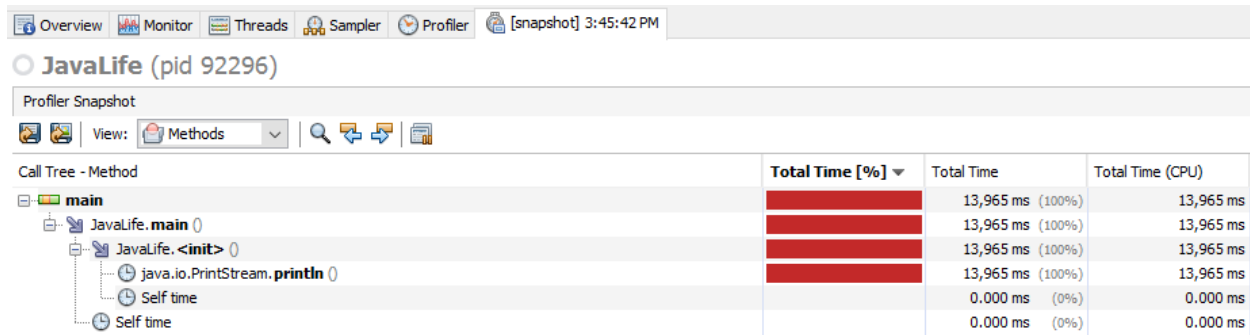 Overview Monitor Threads Sampler Profiler [snapshot] 3:45:42 PM
JavaLife (pid 92296)
Profiler Snapshot
View: Methods
Call Tree - Method Total Time [%] Total Time Total Time (CPU)
main 13,965 ms (100%) 13,965 ms
JavaLife.main () 13,965 ms (100%) 13,965 ms
JavaLife.<init> () 13,965 ms (100%) 13,965 ms
java.io.PrintStream.println () 13,965 ms (100%) 13,965 ms
Self time 0.000 ms (0%) 0.000 ms
Self time 0.000 ms (0%) 0.000 ms